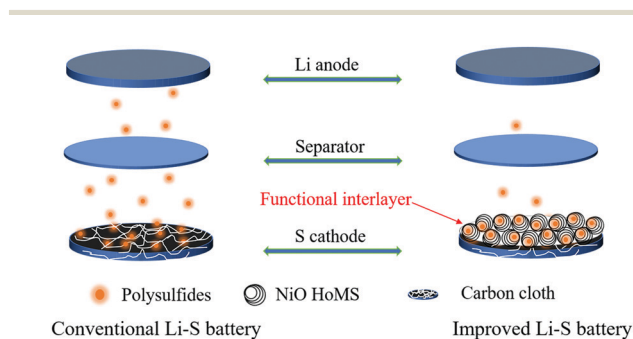 Li anode
Separator
Functional interlayer
S cathode
Polysulfides NiO HoMS Carbon cloth
Conventional Li-S battery Improved Li-S battery